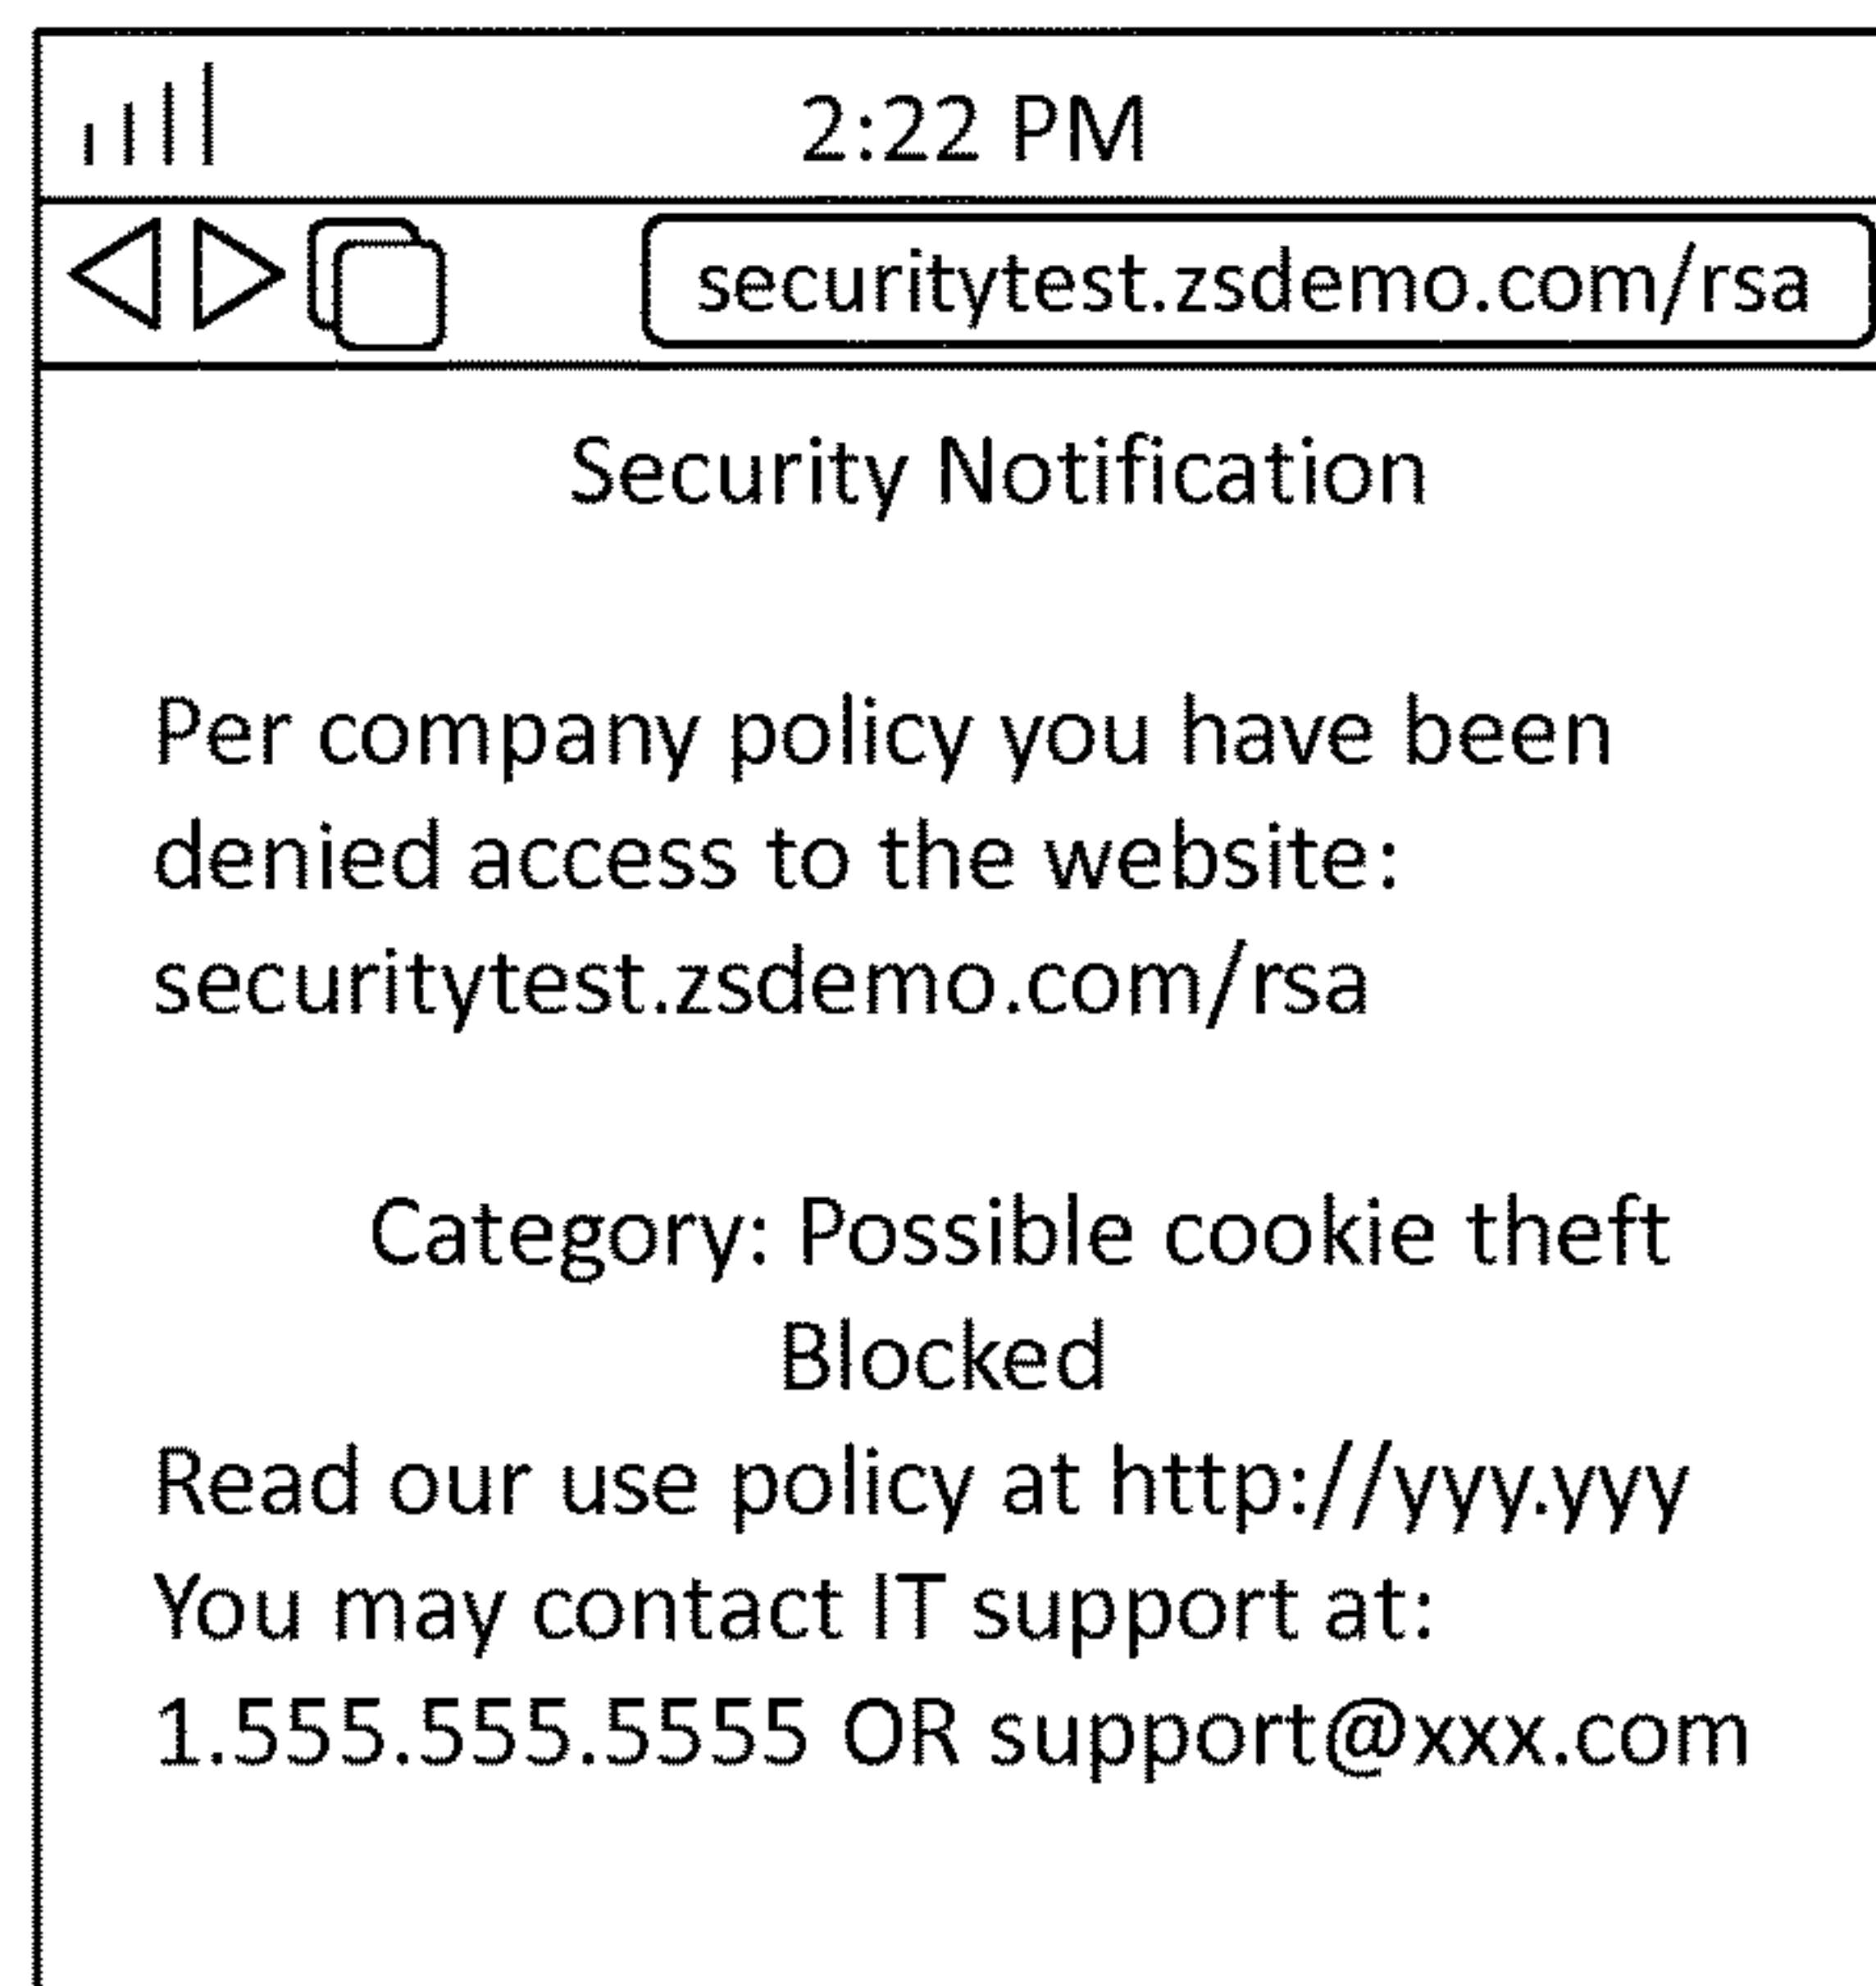 2:22 PM
securitytest.zsdemo.com/rsa
Security Notification
Per company policy you have been
denied access to the website:
securitytest.zsdemo.com/rsa
Category: Possible cookie theft
Blocked
Read our use policy at http://yyy.yyy
You may contact IT support at:
1.555.555.5555 OR support@xxx.com